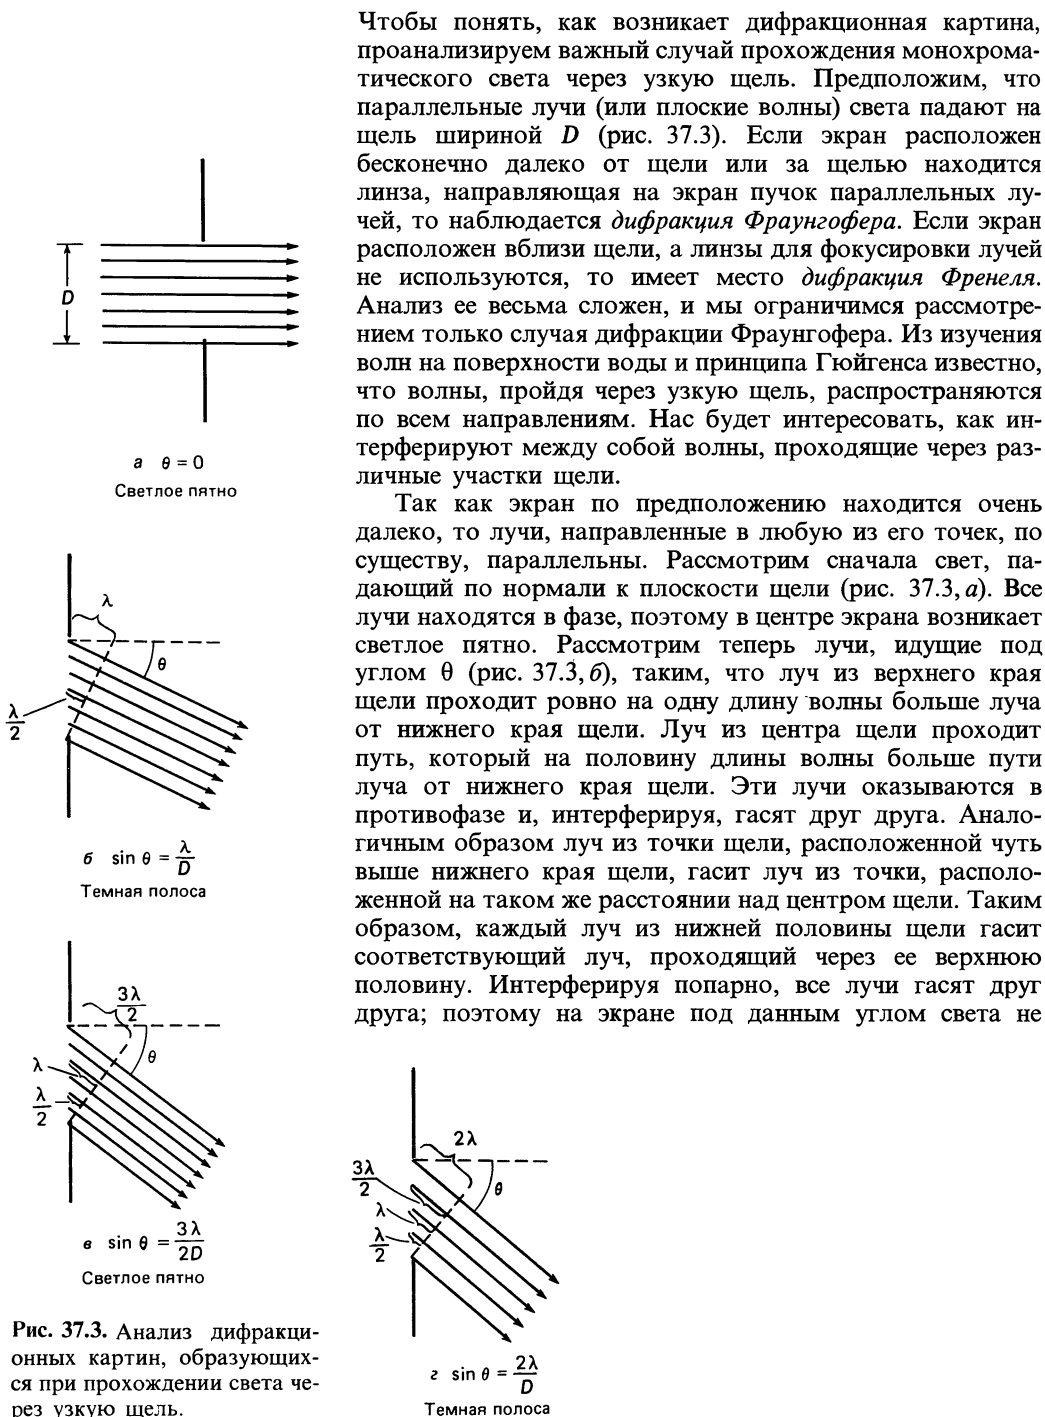 Чтобы понять, как возникает дифракционная картина,
проанализируем важный случай прохождения монохрома-
тического света через узкую щель. Предположим, что
параллельные лучи (или плоские волны) света падают на
щель шириной D (рис. 37.3). Если экран расположен
бесконечно далеко от щели или за щелью находится
линза, направляющая на экран пучок параллельных лу-
чей, то наблюдается дифракция Фраунгофера. Если экран
расположен вблизи щели, а линзы для фокусировки лучей
не используются, то имеет место дифракция Френеля.
Анализ ее весьма сложен, и мы ограничимся рассмотре-
нием только случая дифракции Фраунгофера. Из изучения
волн на поверхности воды и принципа Гюйгенса известно,
что волны, пройдя через узкую щель, распространяются
по всем направлениям. Нас будет интересовать, как ин-
терферируют между собой волны, проходящие через раз-
личные участки щели.
Так как экран по предположению находится очень
далеко, то лучи, направленные в любую из его точек, по
существу, параллельны. Рассмотрим сначала свет, па-
дающий по нормали к плоскости щели (рис. 37.3, а). Все
лучи находятся в фазе, поэтому в центре экрана возникает
светлое пятно. Рассмотрим теперь лучи, идущие под
углом θ (рис. 37.3, б), таким, что луч из верхнего края
щели проходит ровно на одну длину волны больше луча
от нижнего края щели. Луч из центра щели проходит
путь, который на половину длины волны больше пути
луча от нижнего края щели. Эти лучи оказываются в
противофазе и, интерферируя, гасят друг друга. Анало-
гичным образом луч из точки щели, расположенной чуть
выше нижнего края щели, гасит луч из точки, располо-
женной на таком же расстоянии над центром щели. Таким
образом, каждый луч из нижней половины щели гасит
соответствующий луч, проходящий через ее верхнюю
половину. Интерферируя попарно, все лучи гасят друг
друга; поэтому на экране под данным углом света не
D
а θ = 0
Светлое пятно
λ
θ
λ/2
б sin θ = λ/D
Темная полоса
3λ/2
θ
λ
λ/2
в sin θ = 3λ/2D
Светлое пятно
2λ
3λ/2
θ
λ
λ/2
г sin θ = 2λ/D
Темная полоса
Рис. 37.3. Анализ дифракци-
онных картин, образующих-
ся при прохождении света че-
рез узкую щель.